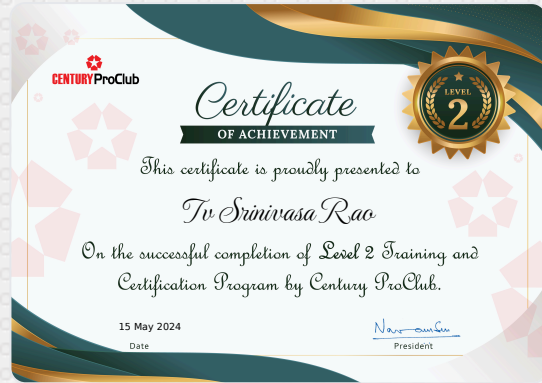 CENTURY ProClub
Certificate
OF ACHIEVEMENT
LEVEL
2
This certificate is proudly presented to
Tv Srinivasa Rao
On the successful completion of Level 2 Training and
Certification Program by Century ProClub.
15 May 2024
Date
President